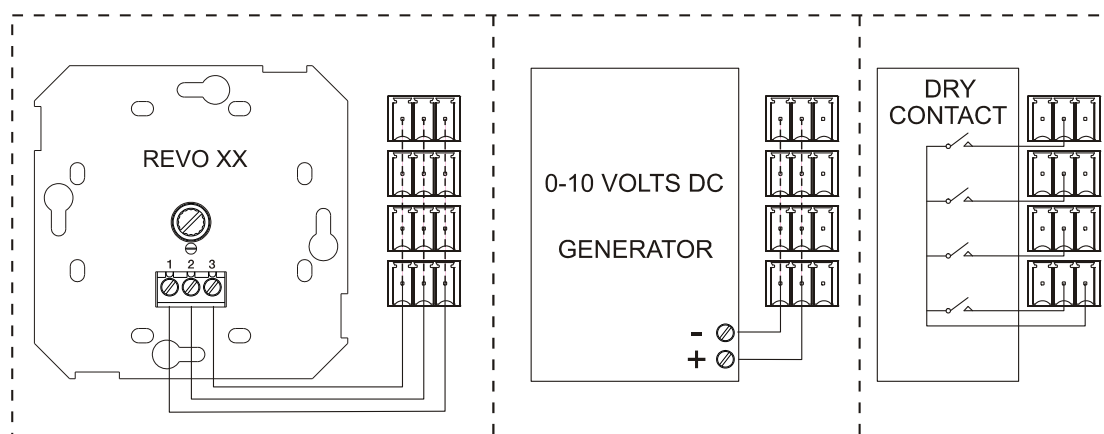 REVO XX
1 2 3
0-10 VOLTS DC
GENERATOR
-
+
DRY
CONTACT